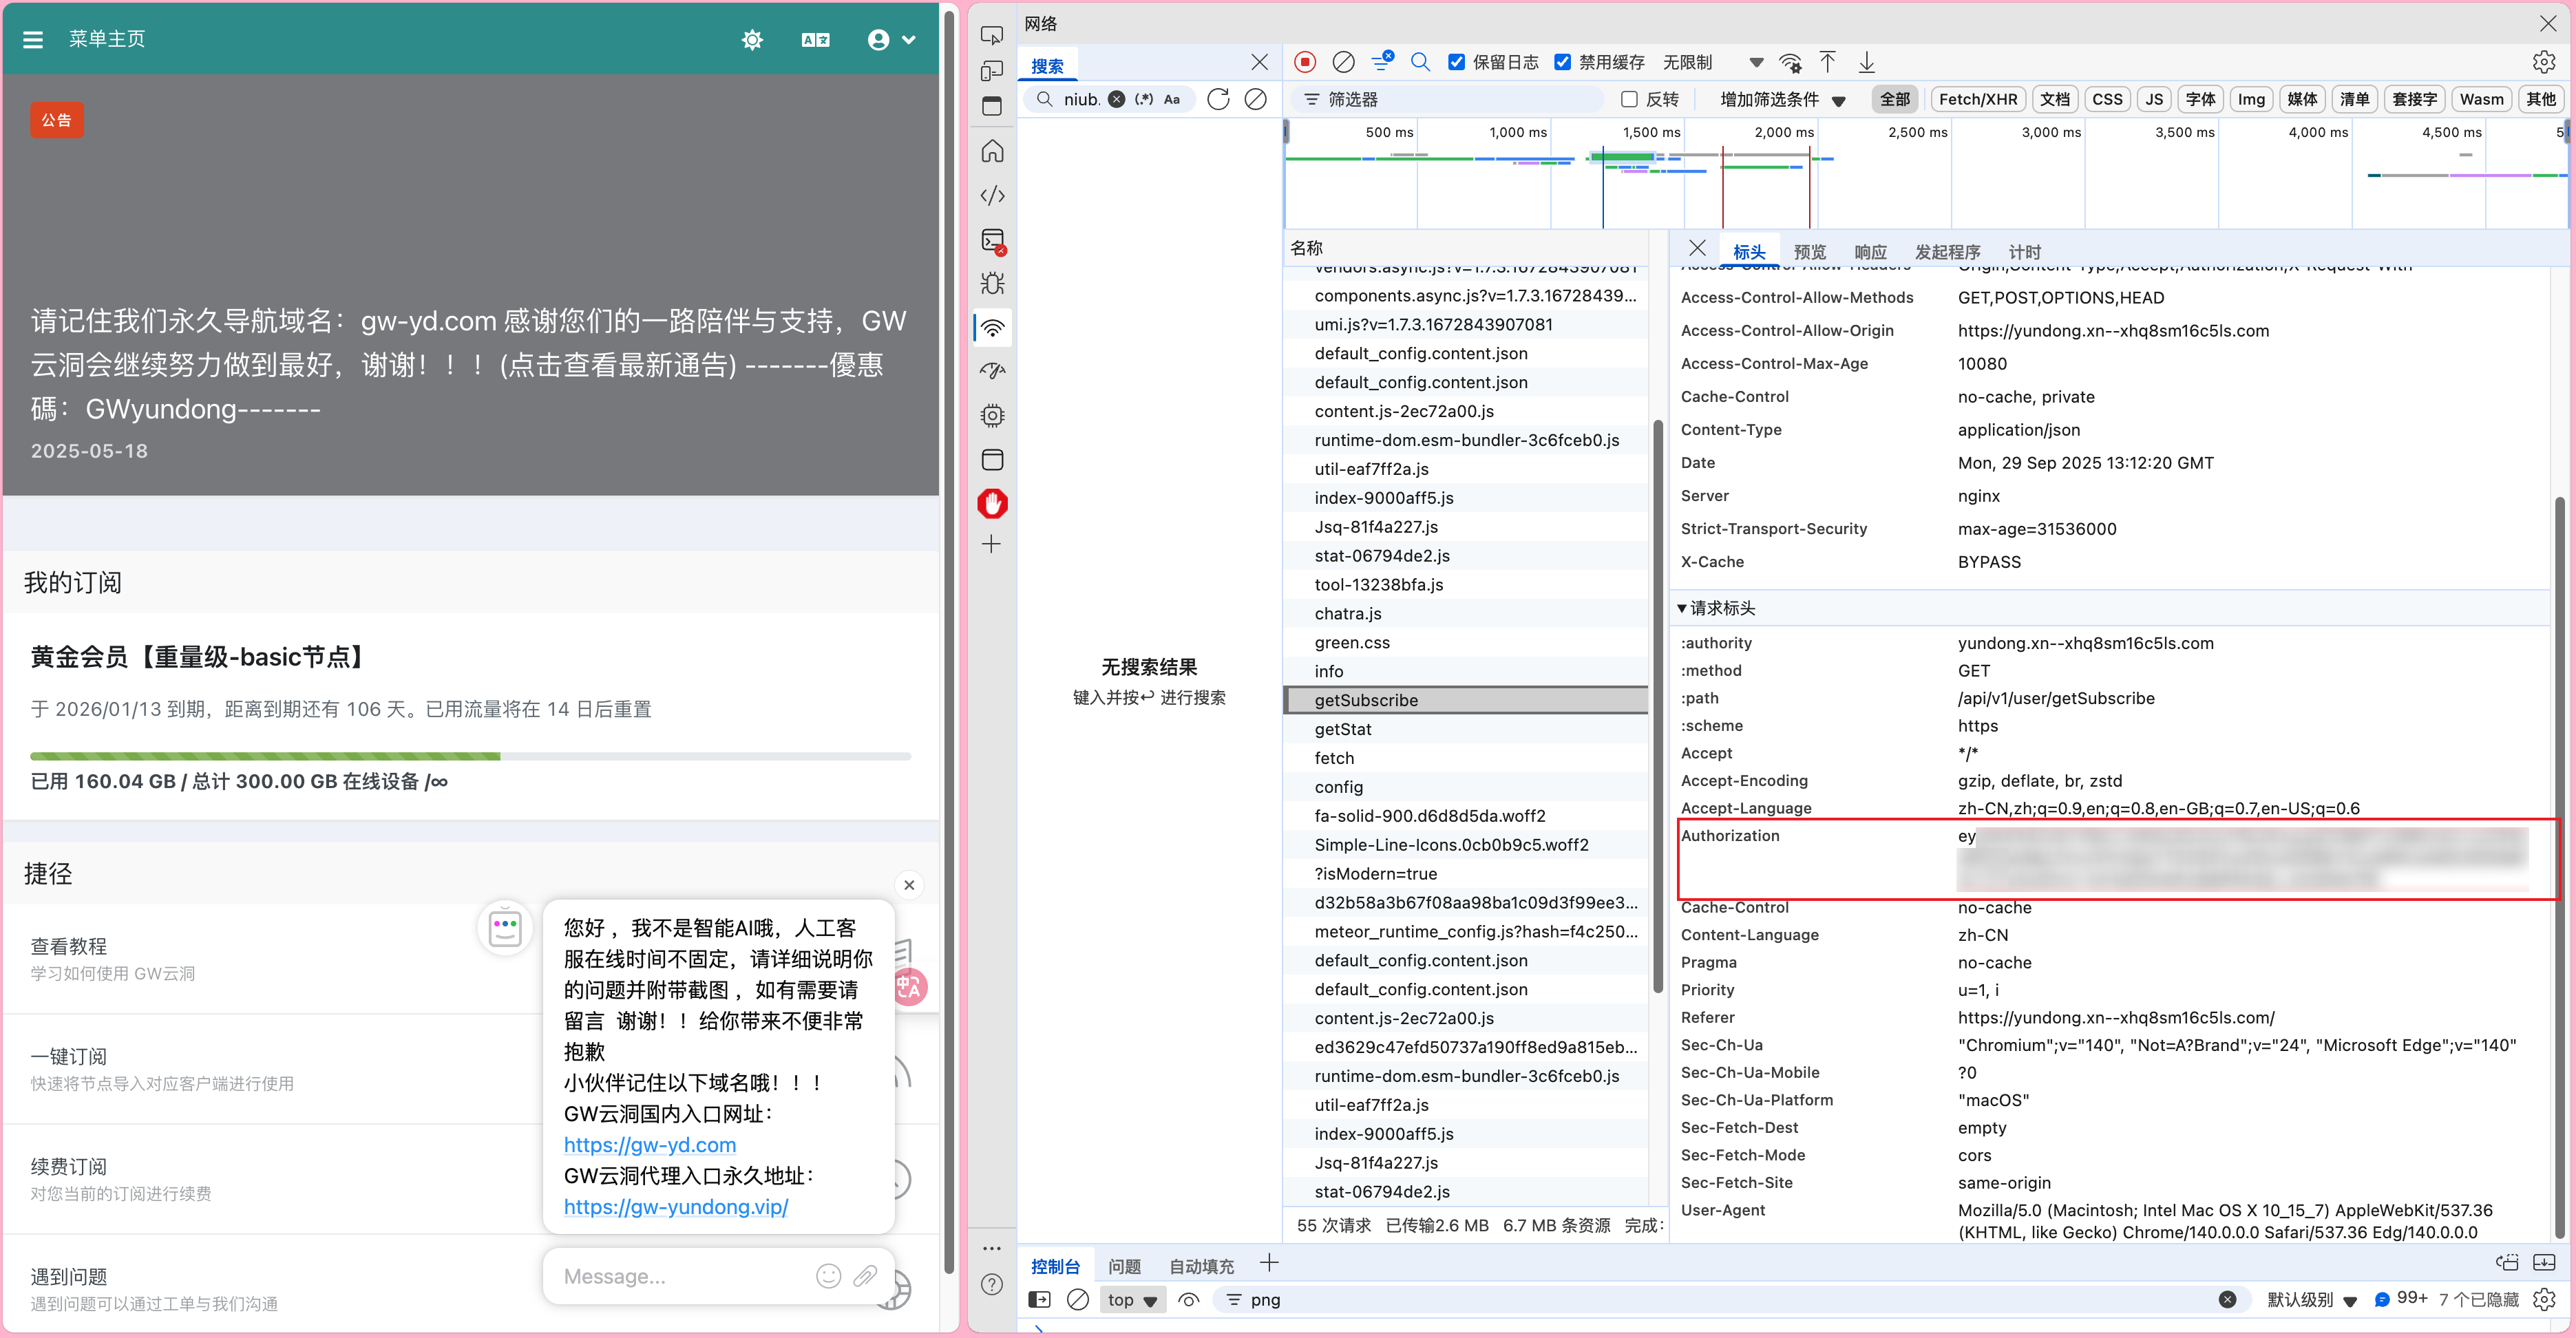 菜单主页
公告
请记住我们永久导航域名：gw-yd.com 感谢您们的一路陪伴与支持，GW
云洞会继续努力做到最好，谢谢！！！(点击查看最新通告) -------優惠
碼：GWyundong-------
2025-05-18
我的订阅
黄金会员【重量级-basic节点】
于 2026/01/13 到期，距离到期还有 106 天。已用流量将在 14 日后重置
已用 160.04 GB / 总计 300.00 GB 在线设备 /∞
捷径
查看教程
学习如何使用 GW云洞
一键订阅
快速将节点导入对应客户端进行使用
续费订阅
对您当前的订阅进行续费
遇到问题
遇到问题可以通过工单与我们沟通
您好 ，我不是智能AI哦，人工客
服在线时间不固定，请详细说明你
的问题并附带截图 ，如有需要请
留言 谢谢！！给你带来不便非常
抱歉
小伙伴记住以下域名哦！！！
GW云洞国内入口网址：
https://gw-yd.com
GW云洞代理入口永久地址：
https://gw-yundong.vip/
Message...
网络
搜索
niub.
(.*)
Aa
无搜索结果
键入并按↵ 进行搜索
保留日志
禁用缓存
无限制
筛选器
反转
增加筛选条件
全部
Fetch/XHR
文档
CSS
JS
字体
Img
媒体
清单
套接字
Wasm
其他
500 ms
1,000 ms
1,500 ms
2,000 ms
2,500 ms
3,000 ms
3,500 ms
4,000 ms
4,500 ms
名称
vendors.async.js?v=1.7.3.1672843907081
components.async.js?v=1.7.3.16728439...
umi.js?v=1.7.3.1672843907081
default_config.content.json
default_config.content.json
content.js-2ec72a00.js
runtime-dom.esm-bundler-3c6fceb0.js
util-eaf7ff2a.js
index-9000aff5.js
Jsq-81f4a227.js
stat-06794de2.js
tool-13238bfa.js
chatra.js
green.css
info
getSubscribe
getStat
fetch
config
fa-solid-900.d6d8d5da.woff2
Simple-Line-Icons.0cb0b9c5.woff2
?isModern=true
d32b58a3b67f08aa98ba1c09d3f99ee3...
meteor_runtime_config.js?hash=f4c250...
default_config.content.json
default_config.content.json
content.js-2ec72a00.js
ed3629c47efd50737a190ff8ed9a815eb...
runtime-dom.esm-bundler-3c6fceb0.js
util-eaf7ff2a.js
index-9000aff5.js
Jsq-81f4a227.js
stat-06794de2.js
55 次请求 已传输2.6 MB 6.7 MB 条资源 完成：
标头
预览
响应
发起程序
计时
Access-Control-Allow-Headers Origin,Content-Type,Accept,Authorization,X-Request-With
Access-Control-Allow-Methods GET,POST,OPTIONS,HEAD
Access-Control-Allow-Origin https://yundong.xn--xhq8sm16c5ls.com
Access-Control-Max-Age 10080
Cache-Control no-cache, private
Content-Type application/json
Date Mon, 29 Sep 2025 13:12:20 GMT
Server nginx
Strict-Transport-Security max-age=31536000
X-Cache BYPASS
请求标头
:authority yundong.xn--xhq8sm16c5ls.com
:method GET
:path /api/v1/user/getSubscribe
:scheme https
Accept */*
Accept-Encoding gzip, deflate, br, zstd
Accept-Language zh-CN,zh;q=0.9,en;q=0.8,en-GB;q=0.7,en-US;q=0.6
Authorization ey
Cache-Control no-cache
Content-Language zh-CN
Pragma no-cache
Priority u=1, i
Referer https://yundong.xn--xhq8sm16c5ls.com/
Sec-Ch-Ua "Chromium";v="140", "Not=A?Brand";v="24", "Microsoft Edge";v="140"
Sec-Ch-Ua-Mobile ?0
Sec-Ch-Ua-Platform "macOS"
Sec-Fetch-Dest empty
Sec-Fetch-Mode cors
Sec-Fetch-Site same-origin
User-Agent Mozilla/5.0 (Macintosh; Intel Mac OS X 10_15_7) AppleWebKit/537.36
(KHTML, like Gecko) Chrome/140.0.0.0 Safari/537.36 Edg/140.0.0.0
控制台
问题
自动填充
top
png
默认级别
99+
7 个已隐藏